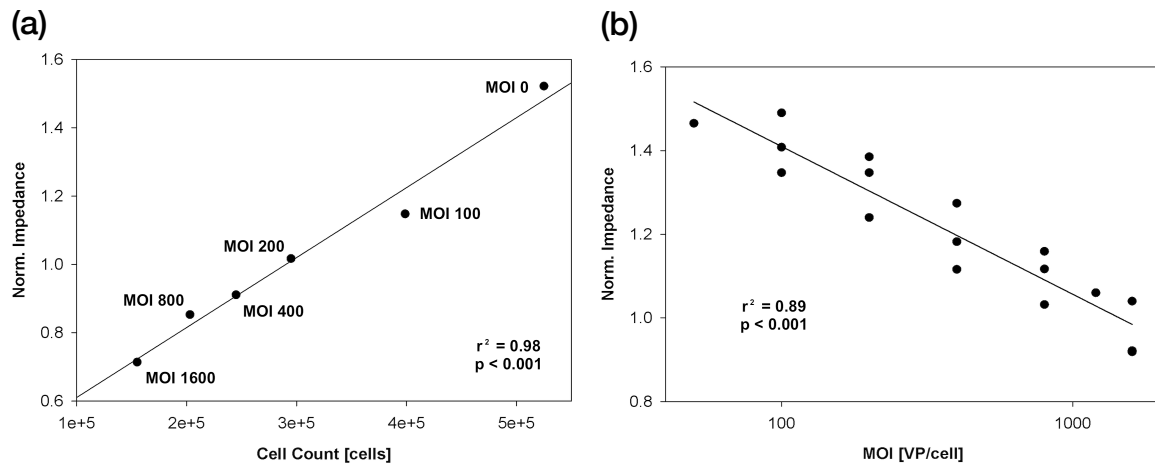 (a)
1.6
1.4
1.2
1.0
0.8
0.6
Norm. Impedance
MOI 0
MOI 100
MOI 200
MOI 800
MOI 400
MOI 1600
r² = 0.98
p < 0.001
1e+5 2e+5 3e+5 4e+5 5e+5
Cell Count [cells]
(b)
1.6
1.4
1.2
1.0
0.8
Norm. Impedance
r² = 0.89
p < 0.001
100 1000
MOI [VP/cell]